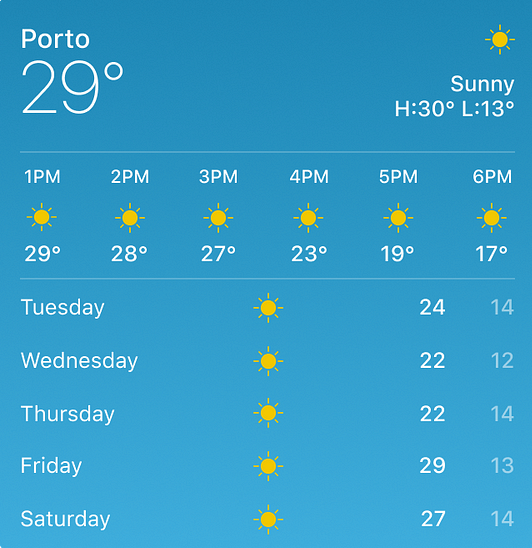 Porto
29°
Sunny
H:30° L:13°
1PM 2PM 3PM 4PM 5PM 6PM
29° 28° 27° 23° 19° 17°
Tuesday 24 14
Wednesday 22 12
Thursday 22 14
Friday 29 13
Saturday 27 14